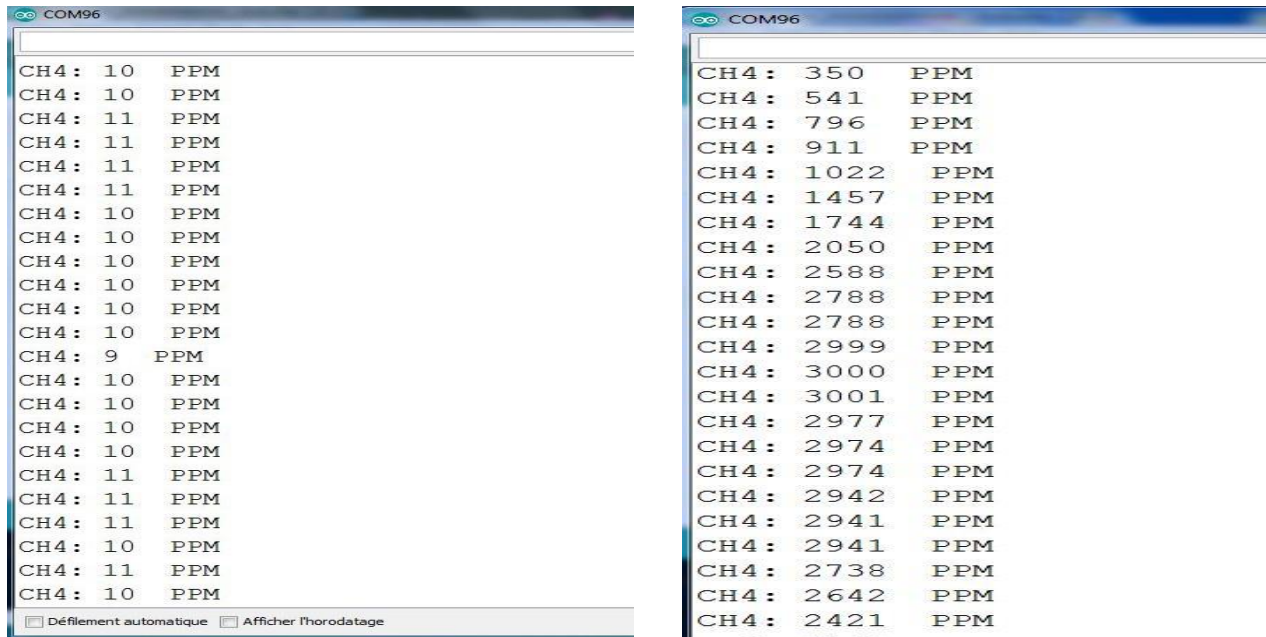 COM96
CH4: 10 PPM
CH4: 10 PPM
CH4: 11 PPM
CH4: 11 PPM
CH4: 11 PPM
CH4: 11 PPM
CH4: 10 PPM
CH4: 10 PPM
CH4: 10 PPM
CH4: 10 PPM
CH4: 10 PPM
CH4: 10 PPM
CH4: 9 PPM
CH4: 10 PPM
CH4: 10 PPM
CH4: 10 PPM
CH4: 10 PPM
CH4: 11 PPM
CH4: 11 PPM
CH4: 11 PPM
CH4: 10 PPM
CH4: 11 PPM
CH4: 10 PPM
Défilement automatique Afficher l'horodatage
COM96
CH4: 350 PPM
CH4: 541 PPM
CH4: 796 PPM
CH4: 911 PPM
CH4: 1022 PPM
CH4: 1457 PPM
CH4: 1744 PPM
CH4: 2050 PPM
CH4: 2588 PPM
CH4: 2788 PPM
CH4: 2788 PPM
CH4: 2999 PPM
CH4: 3000 PPM
CH4: 3001 PPM
CH4: 2977 PPM
CH4: 2974 PPM
CH4: 2974 PPM
CH4: 2942 PPM
CH4: 2941 PPM
CH4: 2941 PPM
CH4: 2738 PPM
CH4: 2642 PPM
CH4: 2421 PPM